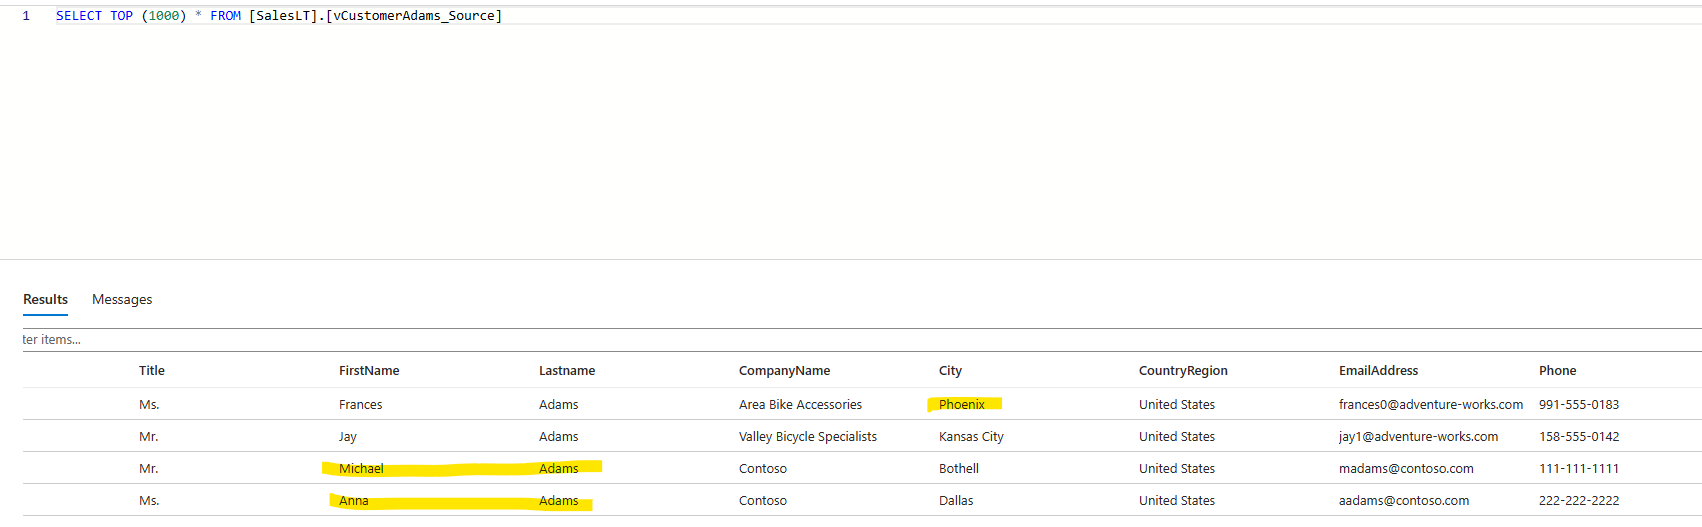 1 SELECT TOP (1000) * FROM [SalesLT].[vCustomerAdams_Source]
Results Messages
ter items...
Title FirstName Lastname CompanyName City CountryRegion EmailAddress Phone
Ms. Frances Adams Area Bike Accessories Phoenix United States frances0@adventure-works.com 991-555-0183
Mr. Jay Adams Valley Bicycle Specialists Kansas City United States jay1@adventure-works.com 158-555-0142
Mr. Michael Adams Contoso Bothell United States madams@contoso.com 111-111-1111
Ms. Anna Adams Contoso Dallas United States aadams@contoso.com 222-222-2222